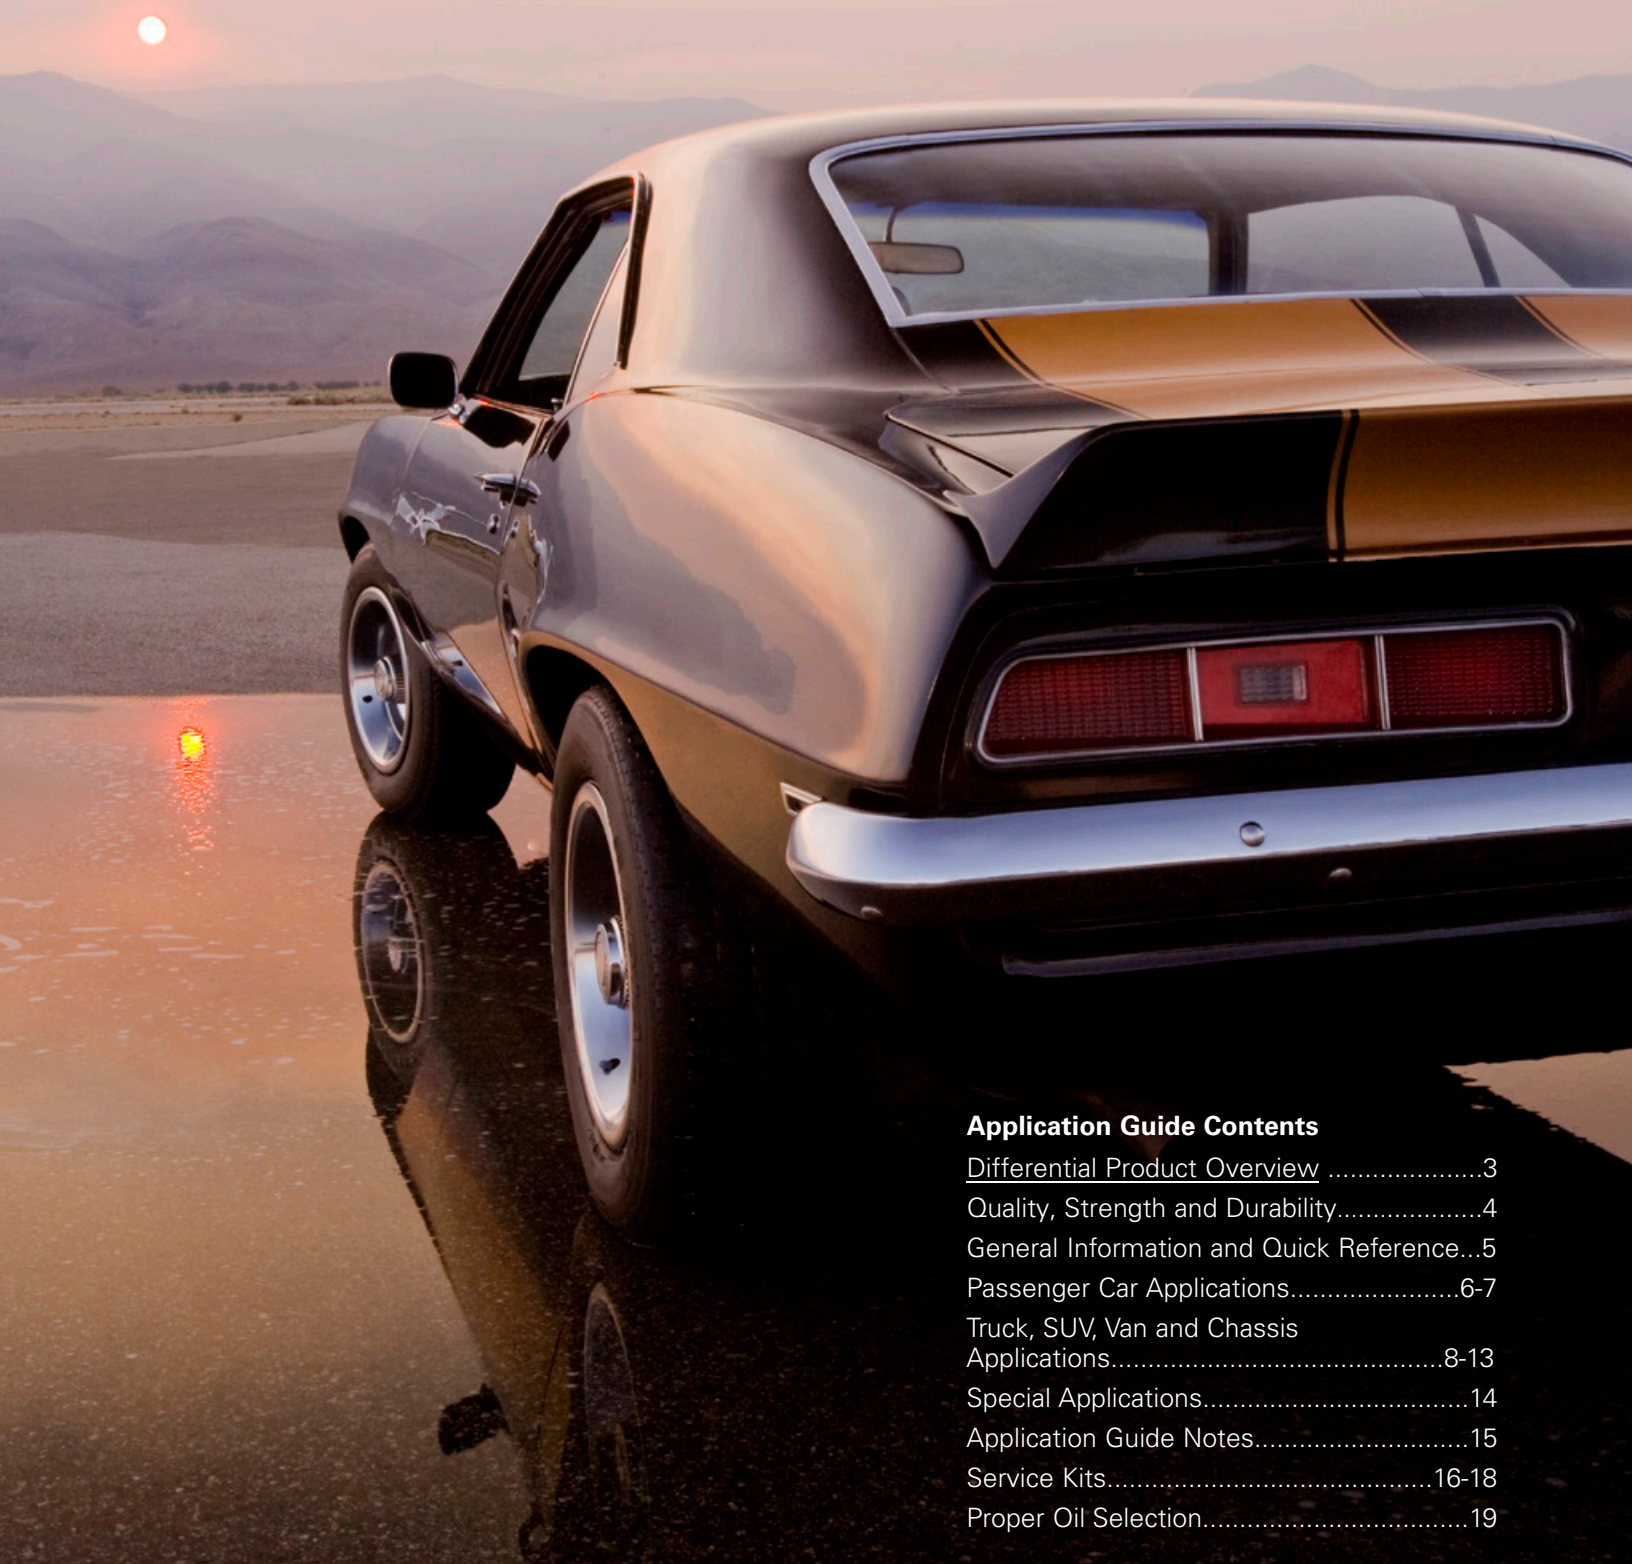 Application Guide Contents
Differential Product Overview .....................3
Quality, Strength and Durability....................4
General Information and Quick Reference...5
Passenger Car Applications.......................6-7
Truck, SUV, Van and Chassis
Applications.............................................8-13
Special Applications....................................14
Application Guide Notes.............................15
Service Kits............................................16-18
Proper Oil Selection....................................19